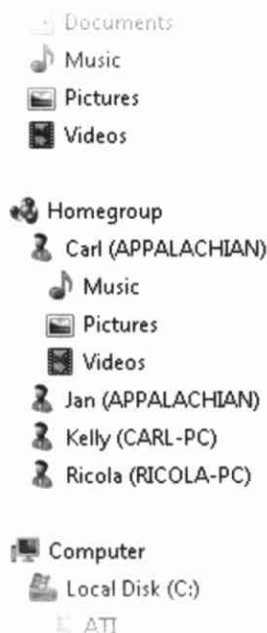 Documents
Music
Pictures
Videos
Homegroup
Carl (APPALACHIAN)
Music
Pictures
Videos
Jan (APPALACHIAN)
Kelly (CARL-PC)
Ricola (RICOLA-PC)
Computer
Local Disk (C:)
ATI